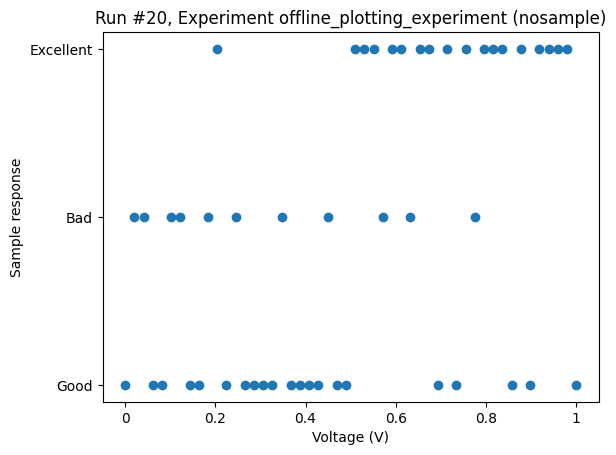 Run #20, Experiment offline_plotting_experiment (nosample)
Excellent
Bad
Good
Sample response
0
0.2
0.4
0.6
0.8
1
Voltage (V)